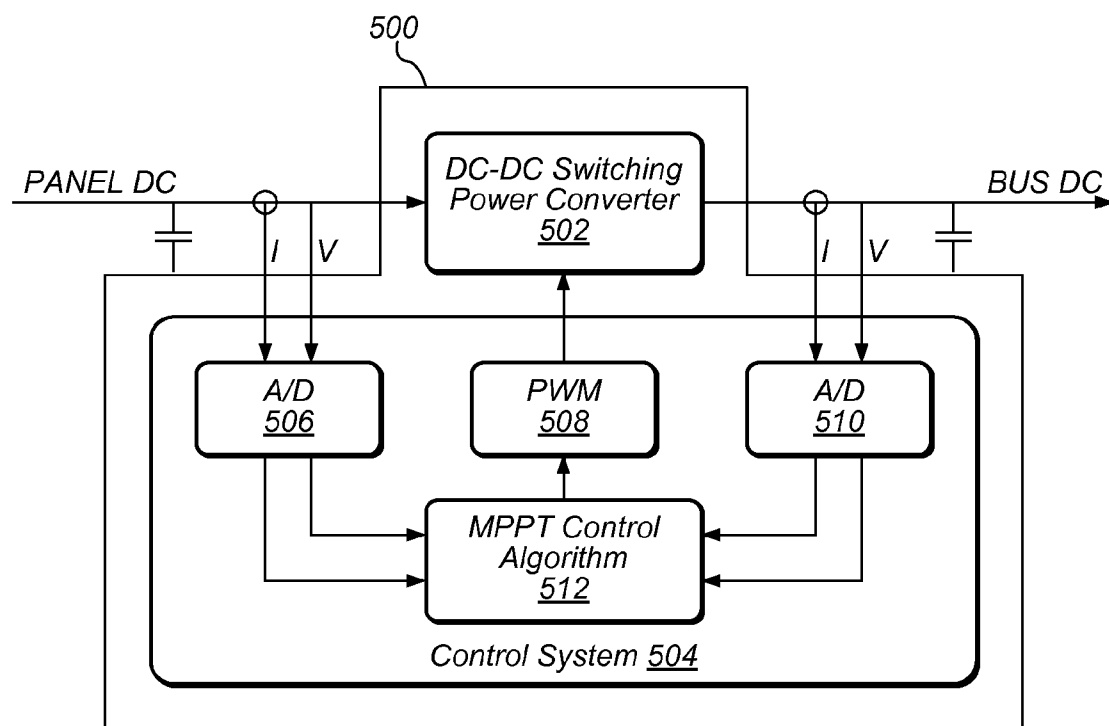 500
PANEL DC
DC-DC Switching
Power Converter
502
BUS DC
I
V
I
V
A/D
506
PWM
508
A/D
510
MPPT Control
Algorithm
512
Control System 504